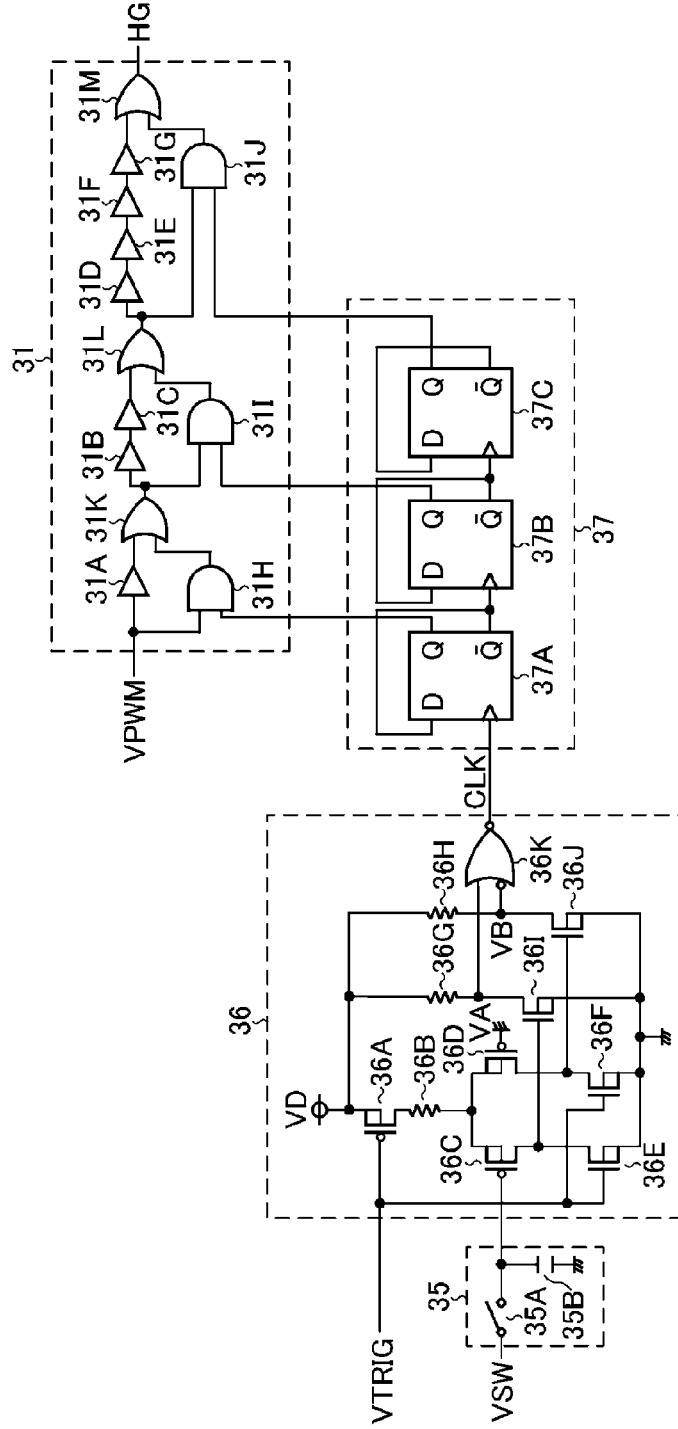 31
VPWM
31A
31K
31B
31C
31L
31D
31E
31F
31G
31M
HG
31H
31I
31J
D
Q
Q̅
37A
D
Q
Q̅
37B
D
Q
Q̅
37C
37
CLK
36
VD
VTRIG
36A
36B
36G
36H
36C
36D
VA
VB
36K
36I
36J
36E
36F
35
VSW
35A
35B